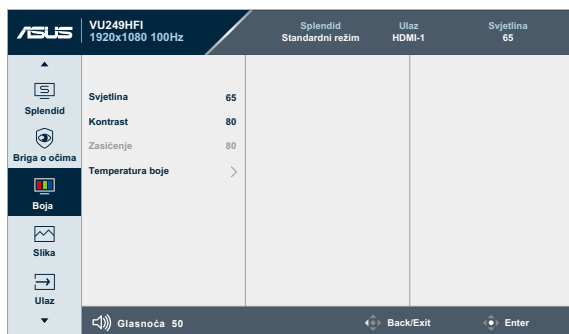 ASUS
VU249HFI
1920x1080 100Hz
Splendid
Standardni režim
Ulaz
HDMI-1
Svjetlina
65
Splendid
Briga o očima
Boja
Slika
Ulaz
Svjetlina 65
Kontrast 80
Zasićenje 80
Temperatura boje
Glasnoća 50
Back/Exit
Enter